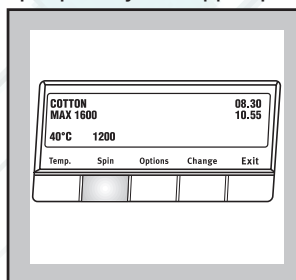 COTTON 08.30
MAX 1600 10.55
40°C 1200
Temp. Spin Options Change Exit